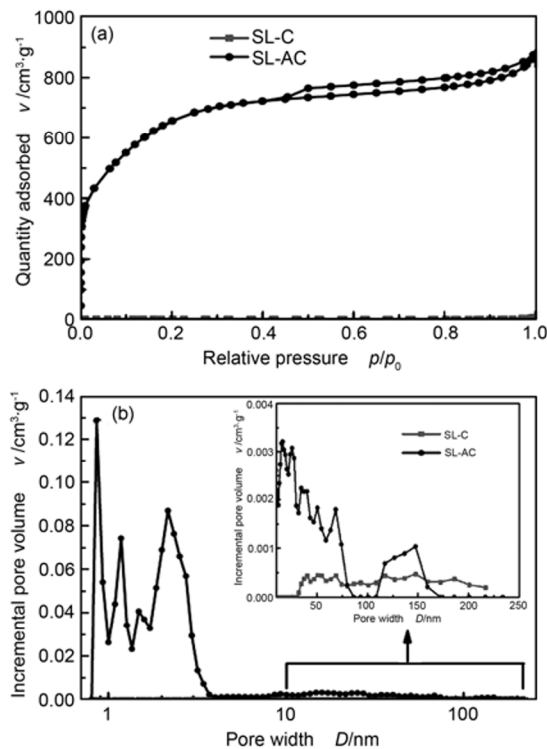 (a)
SL-C
SL-AC
1000
800
600
400
200
0
Quantity adsorbed v /cm³·g⁻¹
0.0 0.2 0.4 0.6 0.8 1.0
Relative pressure p/p₀
(b)
0.14
0.12
0.10
0.08
0.06
0.04
0.02
0.00
Incremental pore volume v /cm³·g⁻¹
0.004
0.003
0.002
0.001
0.000
Incremental pore volume v /cm³·g⁻¹
SL-C
SL-AC
50 100 150 200 250
Pore width D/nm
1 10 100
Pore width D/nm